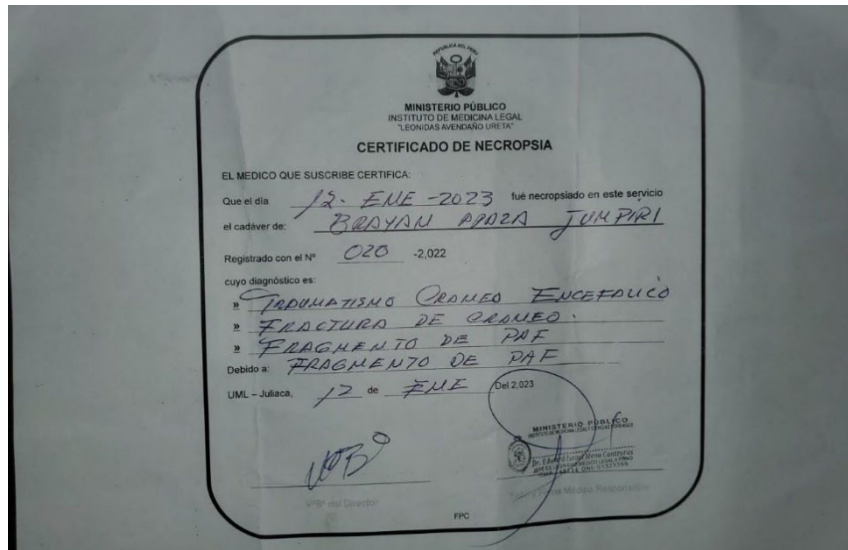 REPUBLICA DEL PERU
MINISTERIO PÚBLICO
INSTITUTO DE MEDICINA LEGAL
"LEONIDAS AVENDAÑO URETA"
CERTIFICADO DE NECROPSIA
EL MEDICO QUE SUSCRIBE CERTIFICA:
Que el día 12. ENE -2023 fué necropsiado en este servicio
el cadáver de: BRAYAN APAZA JUMPIRI
Registrado con el Nº 020 -2,022
cuyo diagnóstico es:
» TRAUMATISMO CRANEO ENCEFALICO
» FRACTURA DE CRANEO.
» FRAGMENTO DE PAF
Debido a: FRAGMENTO DE PAF
UML – Juliaca, 12 de ENE Del 2,023
VºBº
MINISTERIO PÚBLICO
VºBº del Director
FPC